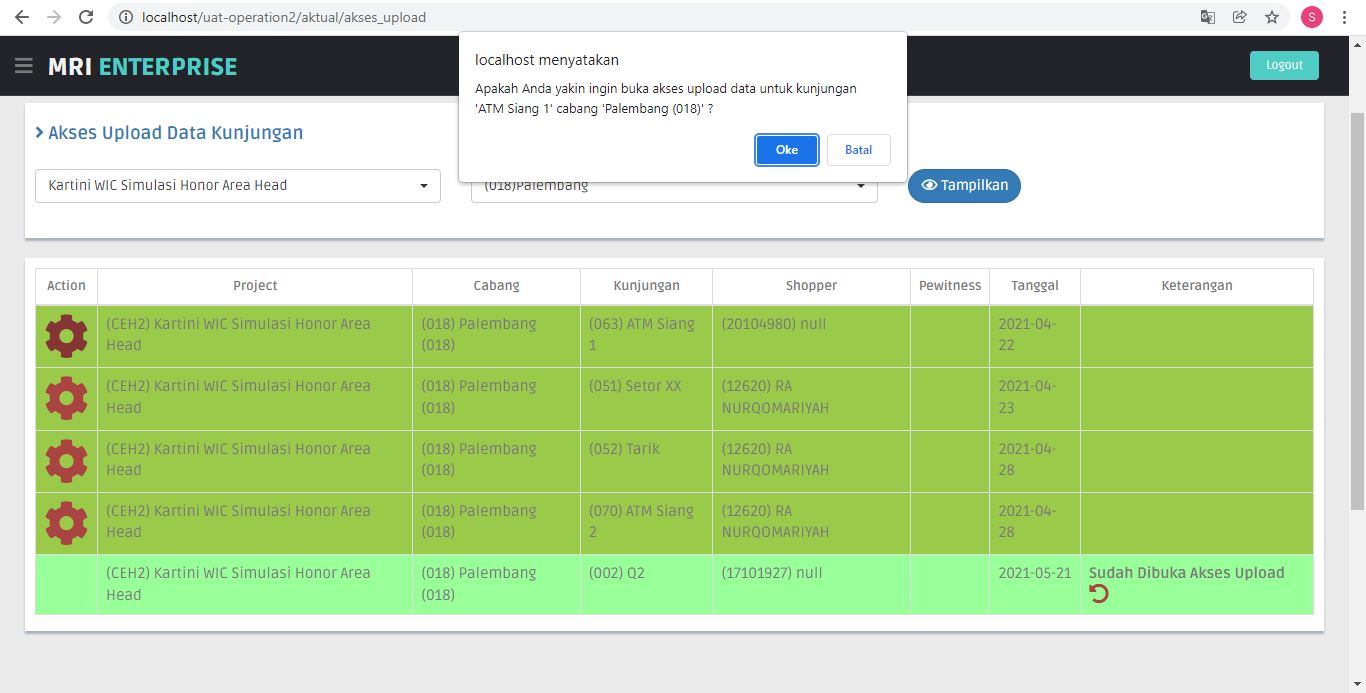 localhost/uat-operation2/aktual/akses_upload
S
MRI ENTERPRISE
Logout
localhost menyatakan
Apakah Anda yakin ingin buka akses upload data untuk kunjungan
'ATM Siang 1' cabang 'Palembang (018)' ?
Oke
Batal
Akses Upload Data Kunjungan
Kartini WIC Simulasi Honor Area Head
(018)Palembang
Tampilkan
Action Project Cabang Kunjungan Shopper Pewitness Tanggal Keterangan
(CEH2) Kartini WIC Simulasi Honor Area (018) Palembang (063) ATM Siang (20104980) null 2021-04-
Head (018) 1 22
(CEH2) Kartini WIC Simulasi Honor Area (018) Palembang (051) Setor XX (12620) RA 2021-04-
Head (018) NURQOMARIYAH 23
(CEH2) Kartini WIC Simulasi Honor Area (018) Palembang (052) Tarik (12620) RA 2021-04-
Head (018) NURQOMARIYAH 28
(CEH2) Kartini WIC Simulasi Honor Area (018) Palembang (070) ATM Siang (12620) RA 2021-04-
Head (018) 2 NURQOMARIYAH 28
(CEH2) Kartini WIC Simulasi Honor Area (018) Palembang (002) Q2 (17101927) null 2021-05-21 Sudah Dibuka Akses Upload
Head (018)